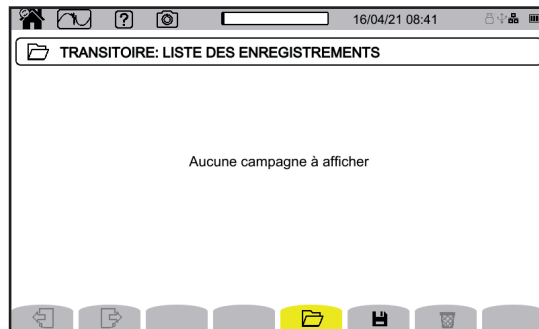 16/04/21 08:41
TRANSITOIRE: LISTE DES ENREGISTREMENTS
Aucune campagne à afficher